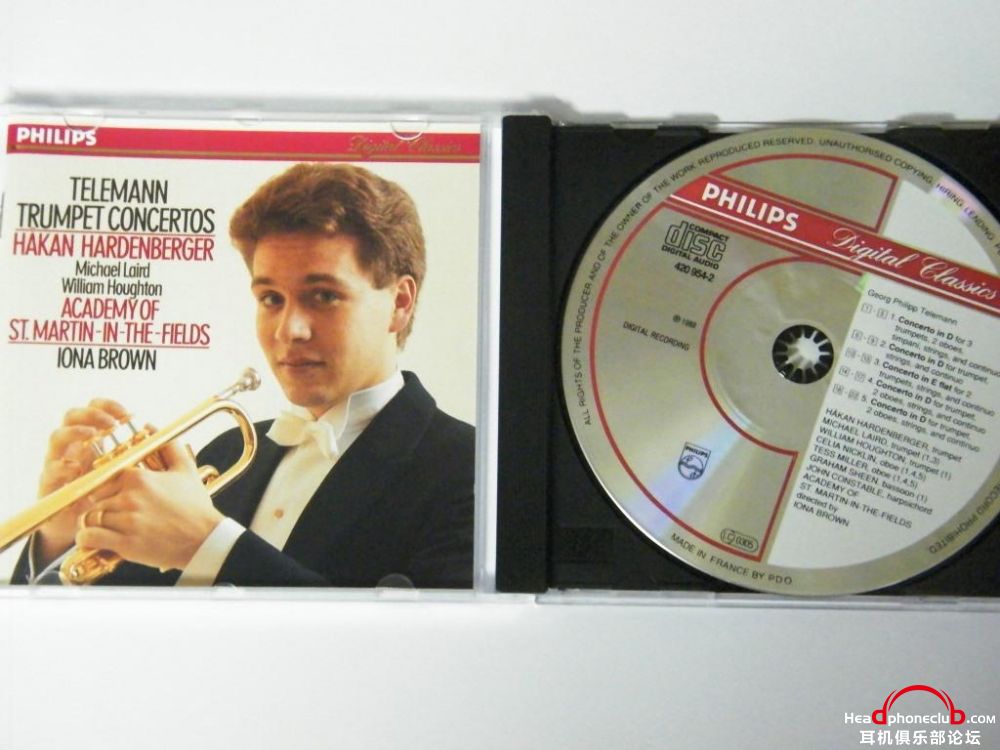 PHILIPS
Digital Classics
TELEMANN
TRUMPET CONCERTOS
HÅKAN HARDENBERGER
Michael Laird
William Houghton
ACADEMY OF
ST. MARTIN-IN-THE-FIELDS
IONA BROWN
ALL RIGHTS OF THE PRODUCER AND OF THE OWNER OF THE WORK REPRODUCED RESERVED. UNAUTHORISED COPYING, HIRING, LENDING,
PROHIBITED.
PHILIPS
Digital Classics
COMPACT
disc
DIGITAL AUDIO
420 954-2
DIGITAL RECORDING
℗ 1988
Georg Philipp Telemann
1. Concerto in D for 3
trumpets, 2 oboes,
timpani, strings, and continuo
2. Concerto in D for trumpet,
strings, and continuo
3. Concerto in E flat for 2
trumpets, strings, and continuo
4. Concerto in D for trumpet,
2 oboes, strings, and continuo
5. Concerto in D for trumpet,
2 oboes, strings, and continuo
HÅKAN HARDENBERGER, trumpet
MICHAEL LAIRD, trumpet (1,3)
WILLIAM HOUGHTON, trumpet (1)
CELIA NICKLIN, oboe (1,4,5)
TESS MILLER, oboe (1,4,5)
GRAHAM SHEEN, bassoon (1)
JOHN CONSTABLE, harpsichord
ACADEMY OF
ST. MARTIN-IN-THE-FIELDS
directed by
IONA BROWN
PHILIPS
LC 0305
MADE IN FRANCE BY PDO
Headphoneclub.com
耳机俱乐部论坛